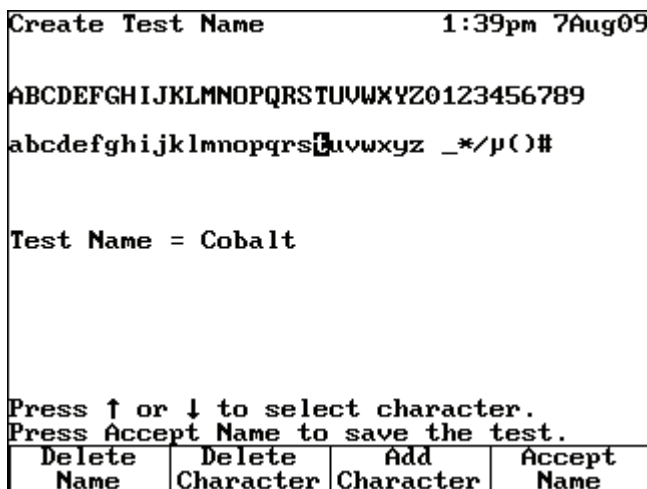 Create Test Name 1:39pm 7Aug09
ABCDEFGHIJKLMNOPQRSTUVWXYZ0123456789
abcdefghijklmnopqrstuvwxyz _*/µ()#
Test Name = Cobalt
Press ↑ or ↓ to select character.
Press Accept Name to save the test.
Delete Name
Delete Character
Add Character
Accept Name